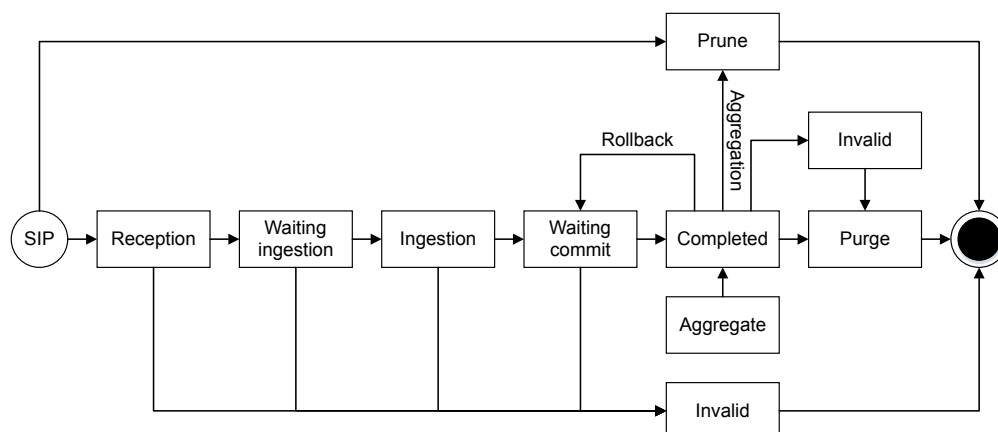 Prune
Aggregation
Rollback
Invalid
SIP
Reception
Waiting
ingestion
Ingestion
Waiting
commit
Completed
Purge
Aggregate
Invalid